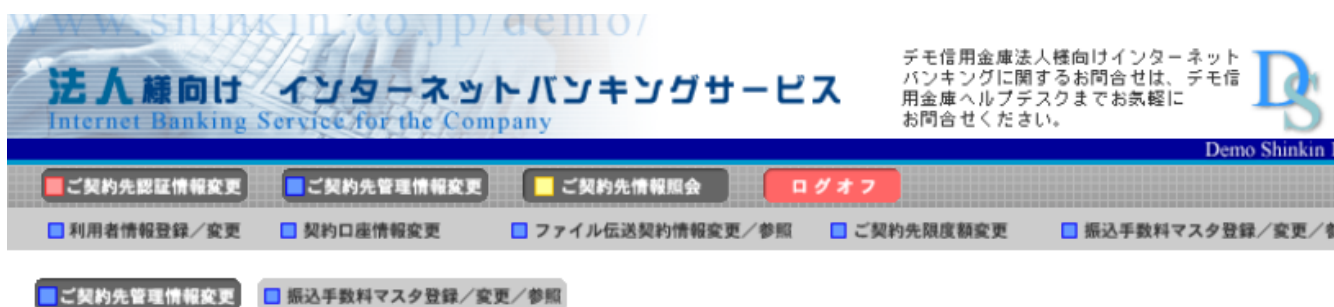 www.shinkin.co.jp/demo/
デモ信用金庫法人様向けインターネット
バンキングに関するお問合せは、デモ信
用金庫ヘルプデスクまでお気軽に
お問合せください。
DS
法人様向け インターネットバンキングサービス
Internet Banking Service for the Company
Demo Shinkin
ご契約先認証情報変更 ご契約先管理情報変更 ご契約先情報照会 ログオフ
利用者情報登録／変更 契約口座情報変更 ファイル伝送契約情報変更／参照 ご契約先限度額変更 振込手数料マスタ登録／変更／
ご契約先管理情報変更 振込手数料マスタ登録／変更／参照